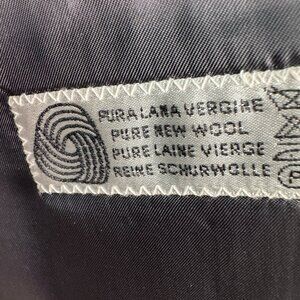 PURA LANA VERGINE
PURE NEW WOOL
PURE LAINE VIERGE
REINE SCHURWOLLE